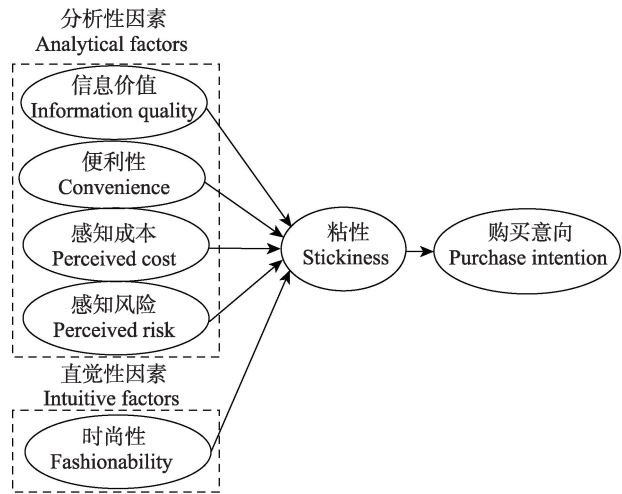 分析性因素
Analytical factors
信息价值
Information quality
便利性
Convenience
感知成本
Perceived cost
感知风险
Perceived risk
直觉性因素
Intuitive factors
时尚性
Fashionability
粘性
Stickiness
购买意向
Purchase intention